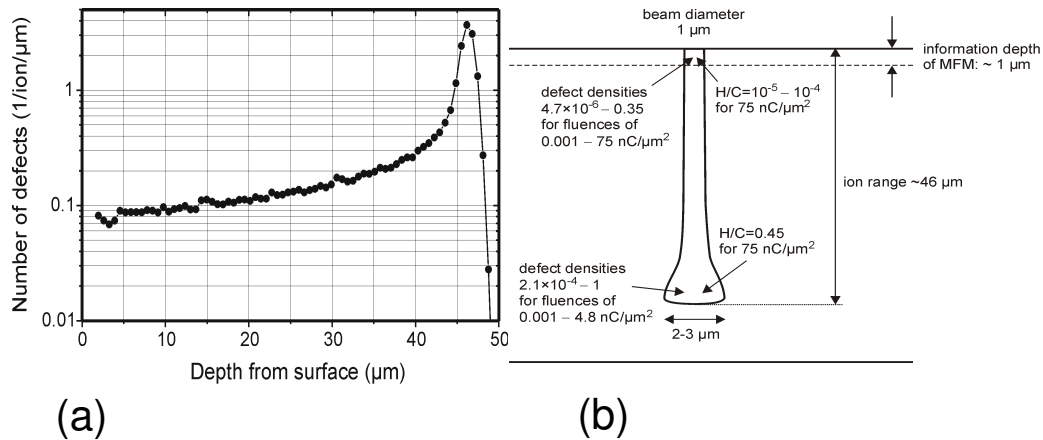 Number of defects (1/ion/µm)
1
0.1
0.01
0 10 20 30 40 50
Depth from surface (µm)
(a)
beam diameter
1 µm
information depth
of MFM: ~ 1 µm
defect densities
4.7×10⁻⁶ – 0.35
for fluences of
0.001 – 75 nC/µm²
H/C=10⁻⁵ – 10⁻⁴
for 75 nC/µm²
ion range ~46 µm
H/C=0.45
for 75 nC/µm²
defect densities
2.1×10⁻⁴ – 1
for fluences of
0.001 – 4.8 nC/µm²
2-3 µm
(b)